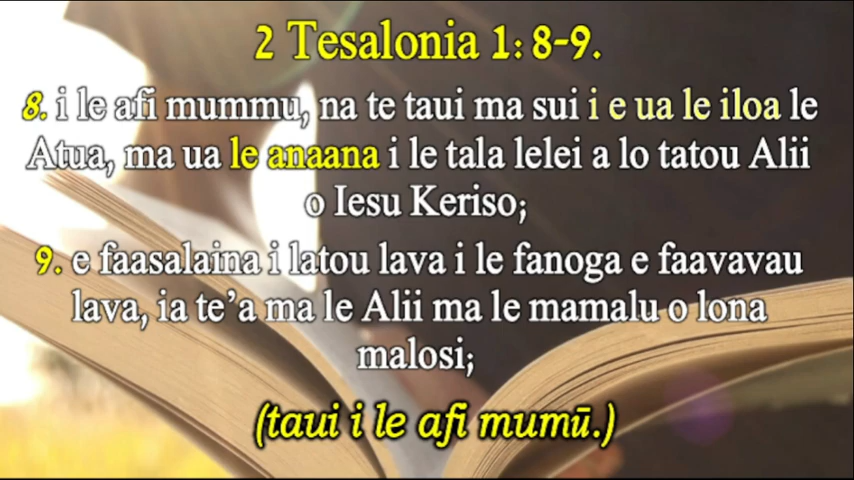 2 Tesalonia 1: 8-9.
8. i le afi mummu, na te taui ma sui i e ua le iloa le
Atua, ma ua le anaana i le tala lelei a lo tatou Alii
o Iesu Keriso;
9. e faasalaina i latou lava i le fanoga e faavavau
lava, ia te’a ma le Alii ma le mamalu o lona
malosi;
(taui i le afi mumū.)